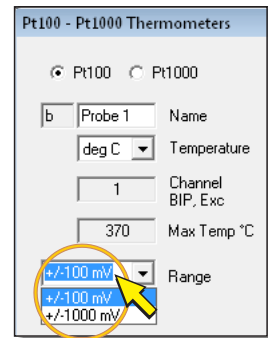 Pt100 - Pt1000 Thermometers
Pt100 Pt1000
b Probe 1 Name
deg C Temperature
1 Channel
BIP, Exc
370 Max Temp °C
+/-100 mV Range
+/-100 mV
+/-1000 mV